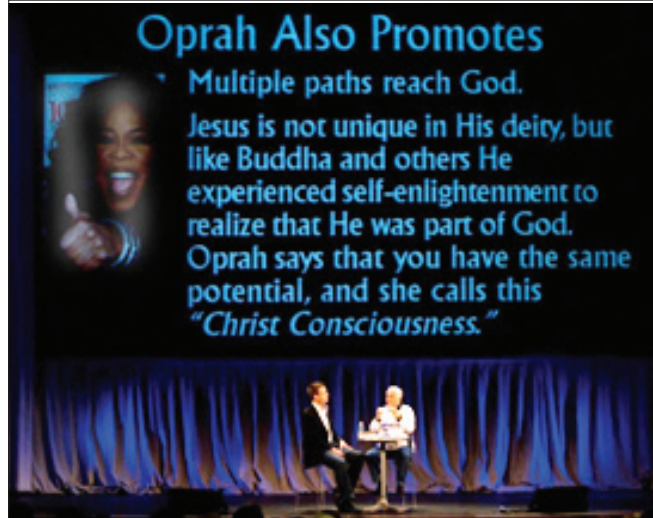 Oprah Also Promotes
Multiple paths reach God.
Jesus is not unique in His deity, but
like Buddha and others He
experienced self-enlightenment to
realize that He was part of God.
Oprah says that you have the same
potential, and she calls this
“Christ Consciousness.”